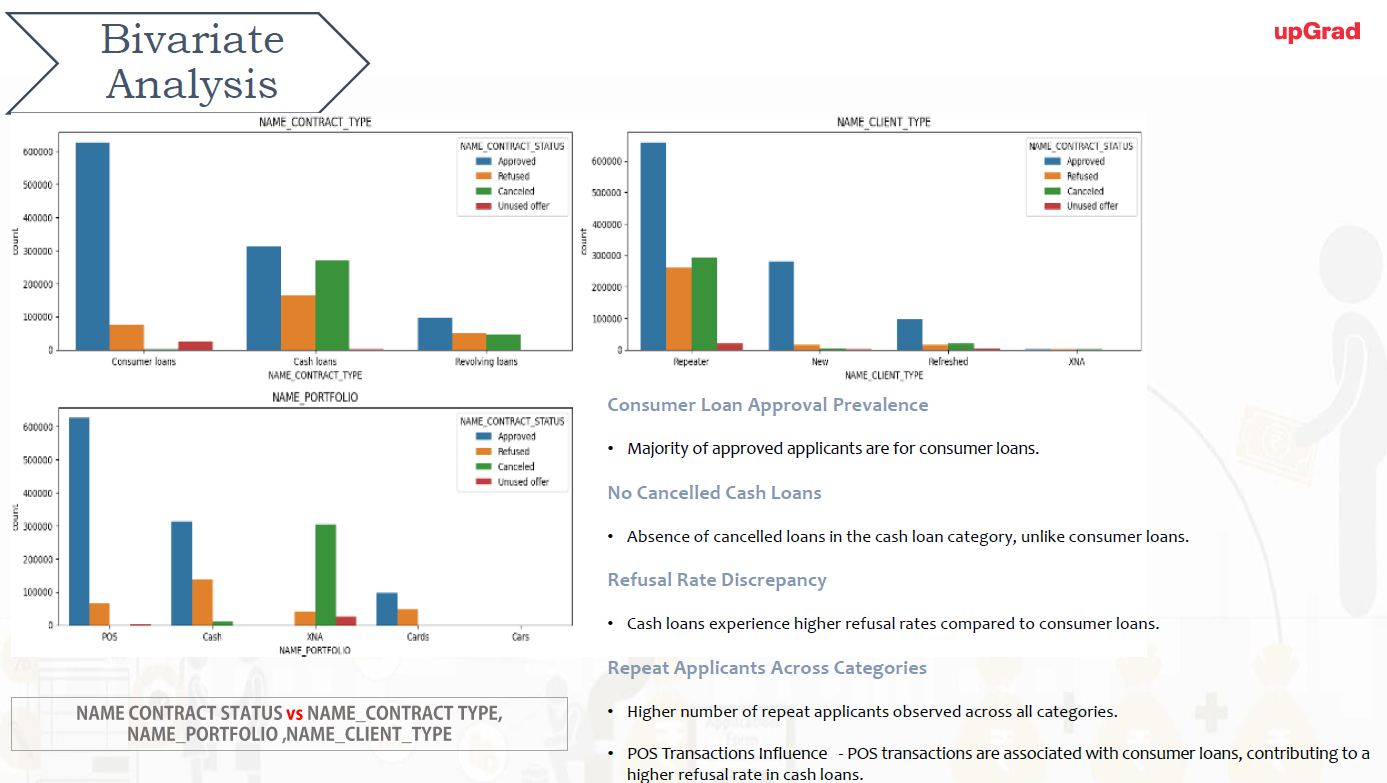 Bivariate
Analysis
upGrad
NAME_CONTRACT_TYPE
count
600000
500000
400000
300000
200000
100000
0
NAME_CONTRACT_STATUS
Approved
Refused
Canceled
Unused offer
Consumer loans Cash loans Revolving loans
NAME_CONTRACT_TYPE
NAME_CLIENT_TYPE
count
600000
500000
400000
300000
200000
100000
0
NAME_CONTRACT_STATUS
Approved
Refused
Canceled
Unused offer
Repeater New Refreshed XNA
NAME_CLIENT_TYPE
NAME_PORTFOLIO
count
600000
500000
400000
300000
200000
100000
0
NAME_CONTRACT_STATUS
Approved
Refused
Canceled
Unused offer
POS Cash XNA Cards Cars
NAME_PORTFOLIO
NAME CONTRACT STATUS vs NAME_CONTRACT TYPE,
NAME_PORTFOLIO ,NAME_CLIENT_TYPE
Consumer Loan Approval Prevalence
• Majority of approved applicants are for consumer loans.
No Cancelled Cash Loans
• Absence of cancelled loans in the cash loan category, unlike consumer loans.
Refusal Rate Discrepancy
• Cash loans experience higher refusal rates compared to consumer loans.
Repeat Applicants Across Categories
• Higher number of repeat applicants observed across all categories.
• POS Transactions Influence - POS transactions are associated with consumer loans, contributing to a
higher refusal rate in cash loans.